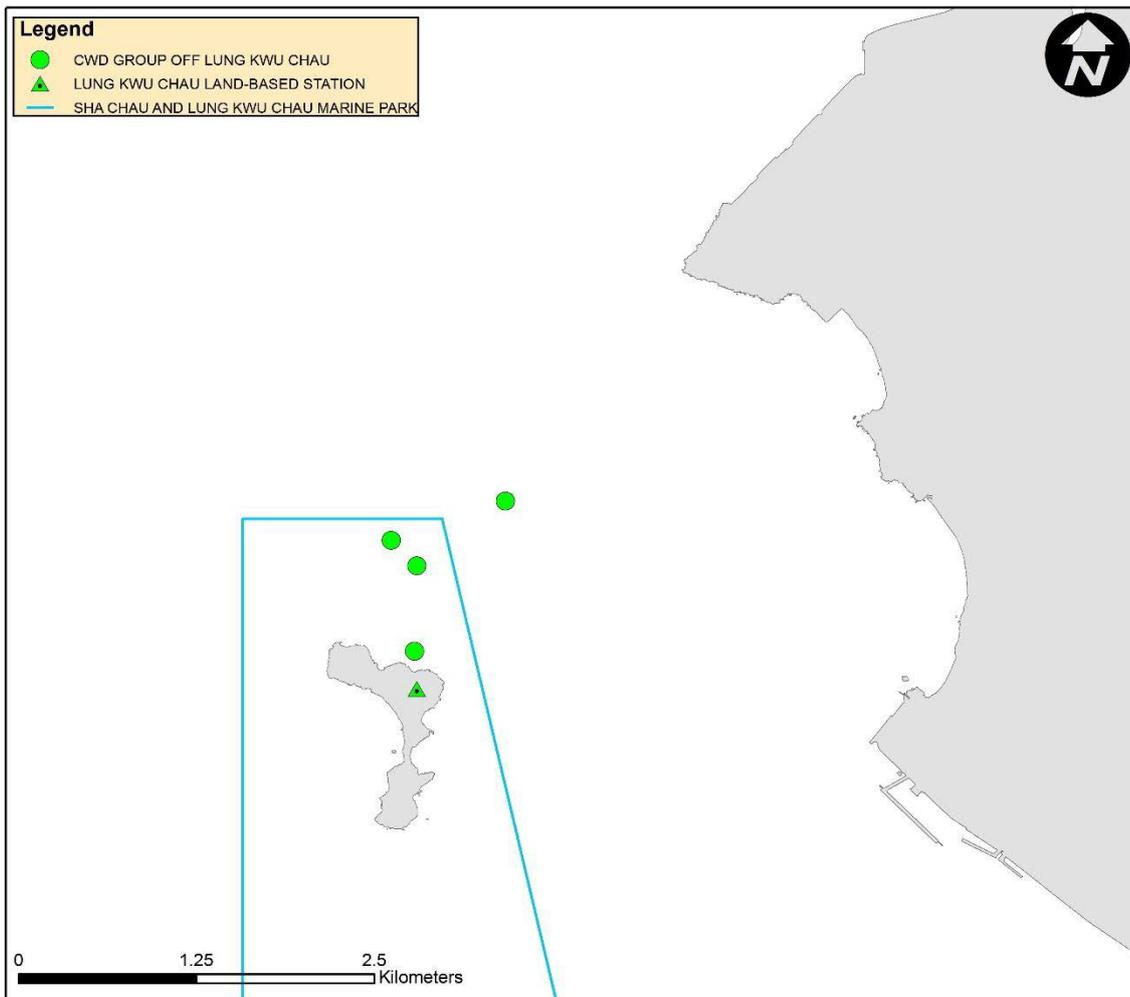 Legend
CWD GROUP OFF LUNG KWU CHAU
LUNG KWU CHAU LAND-BASED STATION
SHA CHAU AND LUNG KWU CHAU MARINE PARK
N
0 1.25 2.5
Kilometers